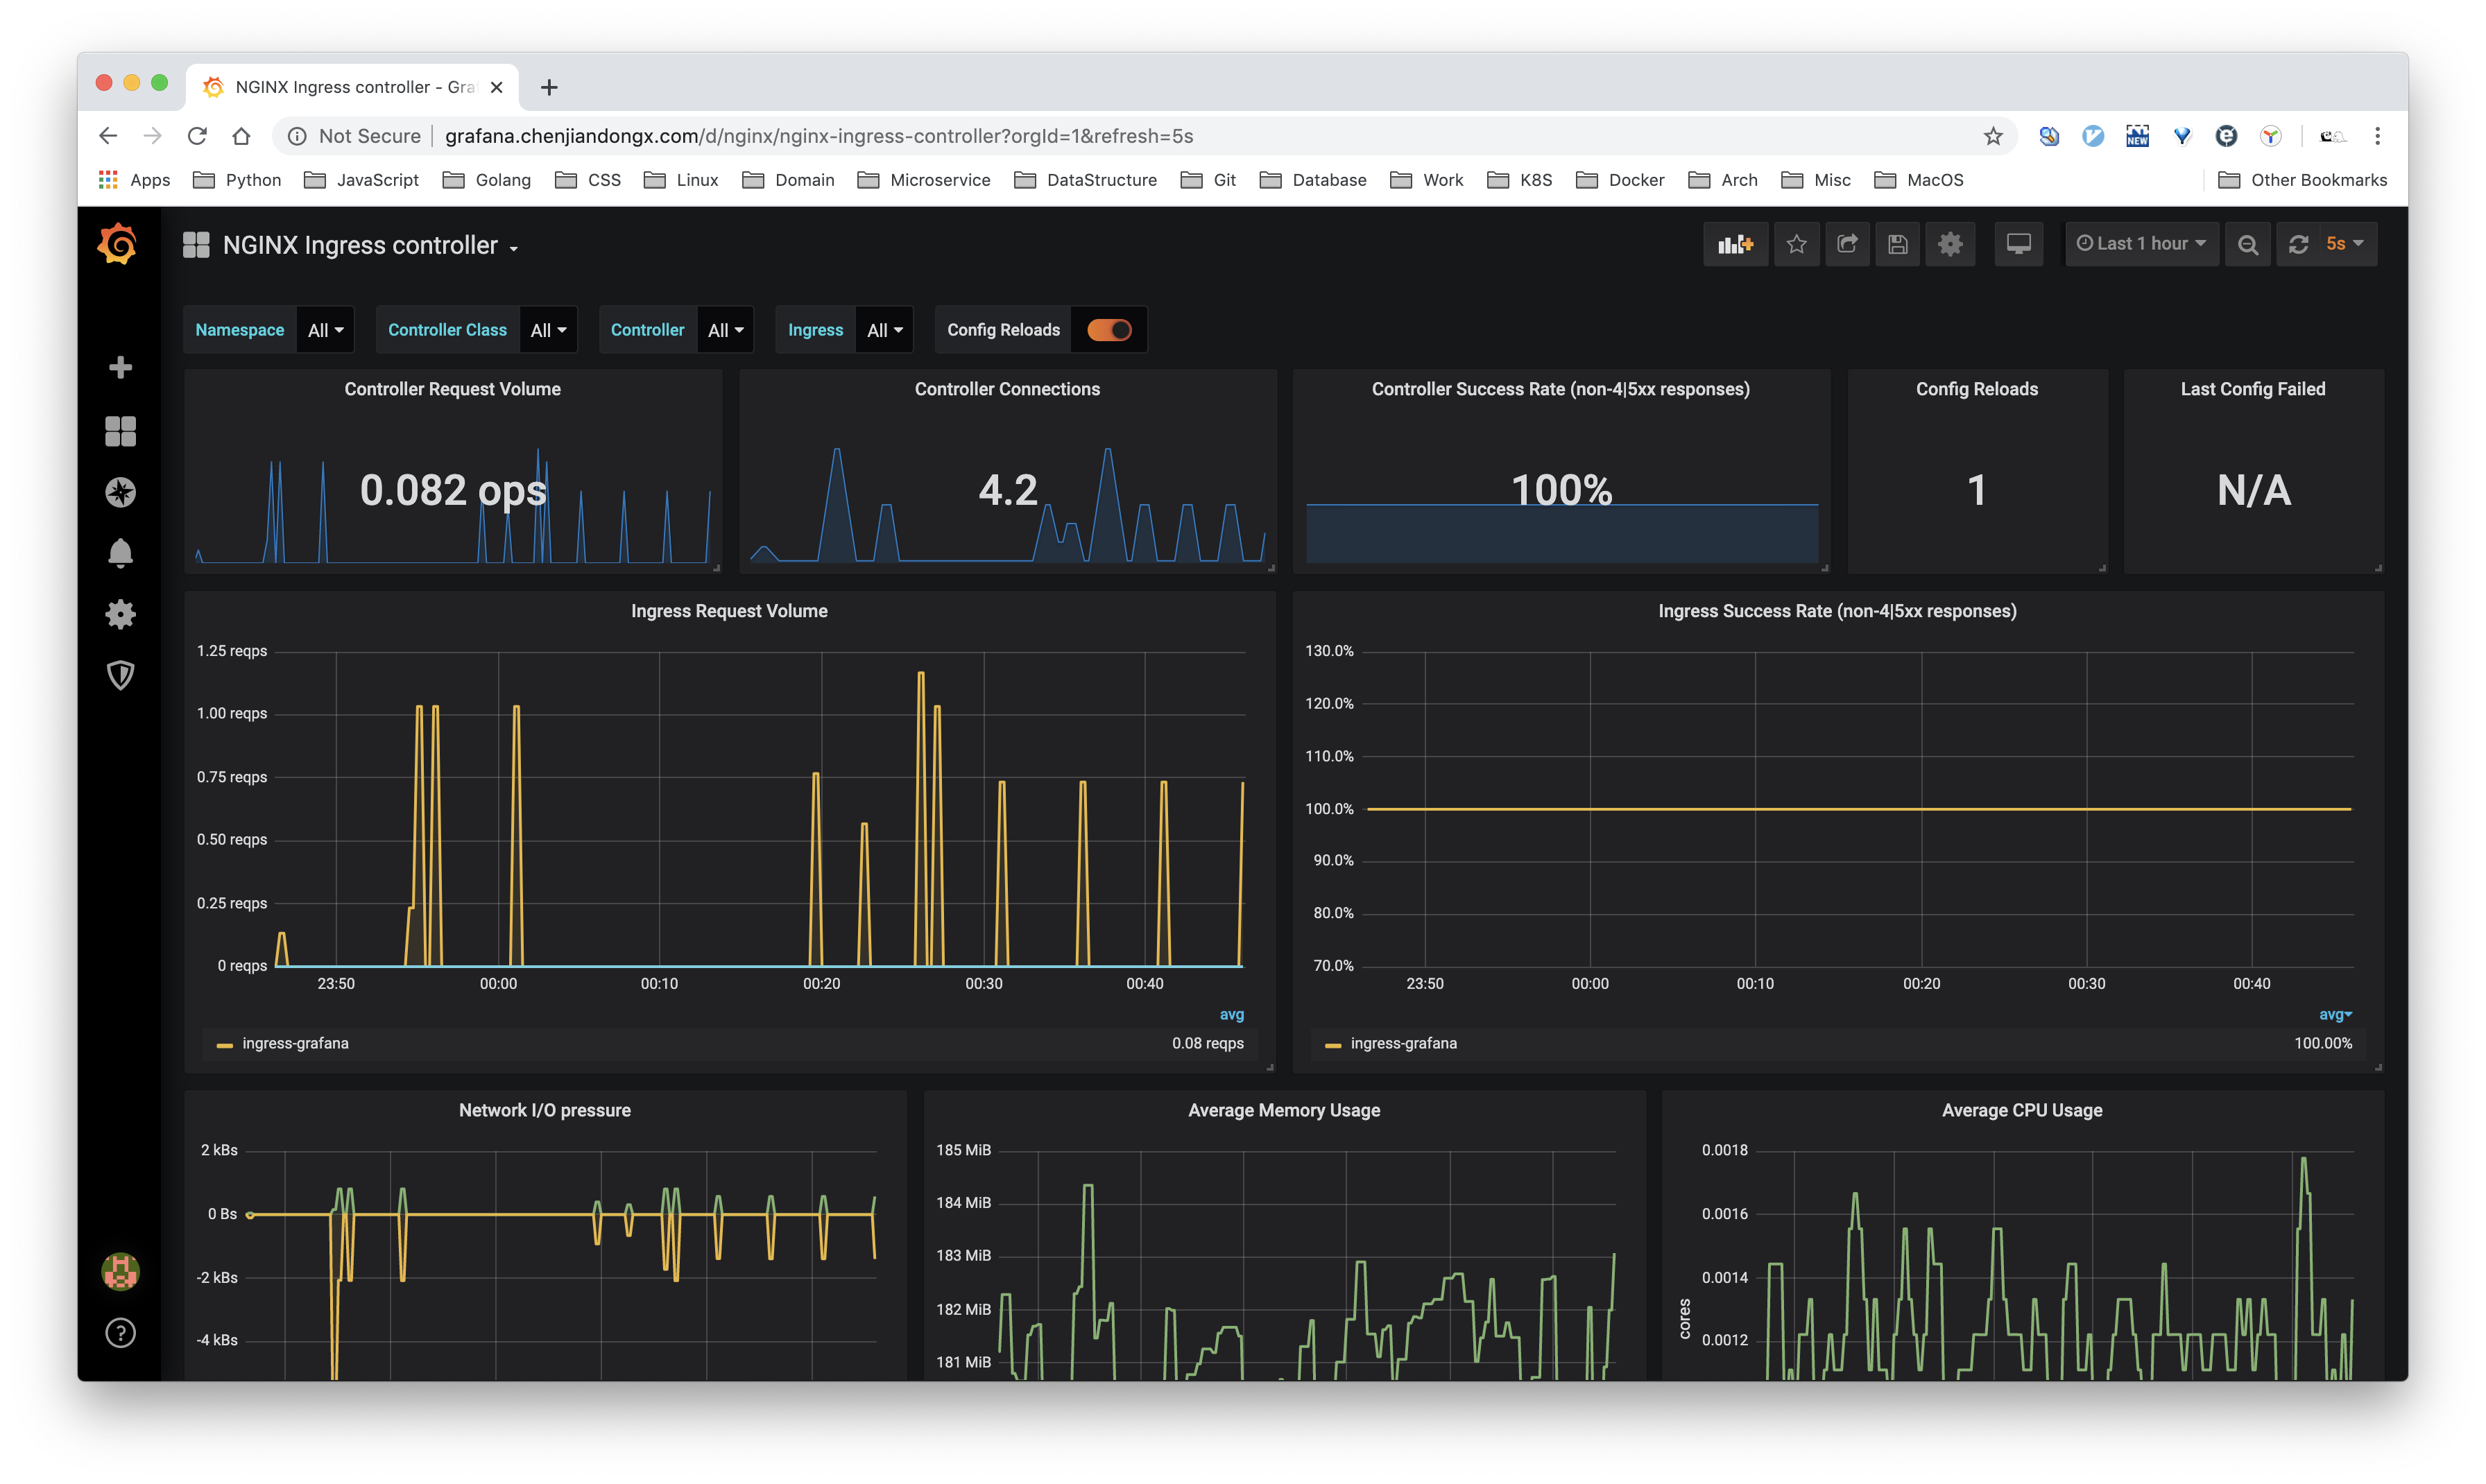 NGINX Ingress controller - Gra
Not Secure grafana.chenjiandongx.com/d/nginx/nginx-ingress-controller?orgId=1&refresh=5s
NEW
Apps Python JavaScript Golang CSS Linux Domain Microservice DataStructure Git Database Work K8S Docker Arch Misc MacOS Other Bookmarks
NGINX Ingress controller Last 1 hour 5s
Namespace All Controller Class All Controller All Ingress All Config Reloads
Controller Request Volume
0.082 ops
Controller Connections
4.2
Controller Success Rate (non-4|5xx responses)
100%
Config Reloads
1
Last Config Failed
N/A
Ingress Request Volume
1.25 reqps
1.00 reqps
0.75 reqps
0.50 reqps
0.25 reqps
0 reqps
23:50 00:00 00:10 00:20 00:30 00:40
avg
ingress-grafana 0.08 reqps
Ingress Success Rate (non-4|5xx responses)
130.0%
120.0%
110.0%
100.0%
90.0%
80.0%
70.0%
23:50 00:00 00:10 00:20 00:30 00:40
avg
ingress-grafana 100.00%
Network I/O pressure
2 kBs
0 Bs
-2 kBs
-4 kBs
Average Memory Usage
185 MiB
184 MiB
183 MiB
182 MiB
181 MiB
Average CPU Usage
cores
0.0018
0.0016
0.0014
0.0012